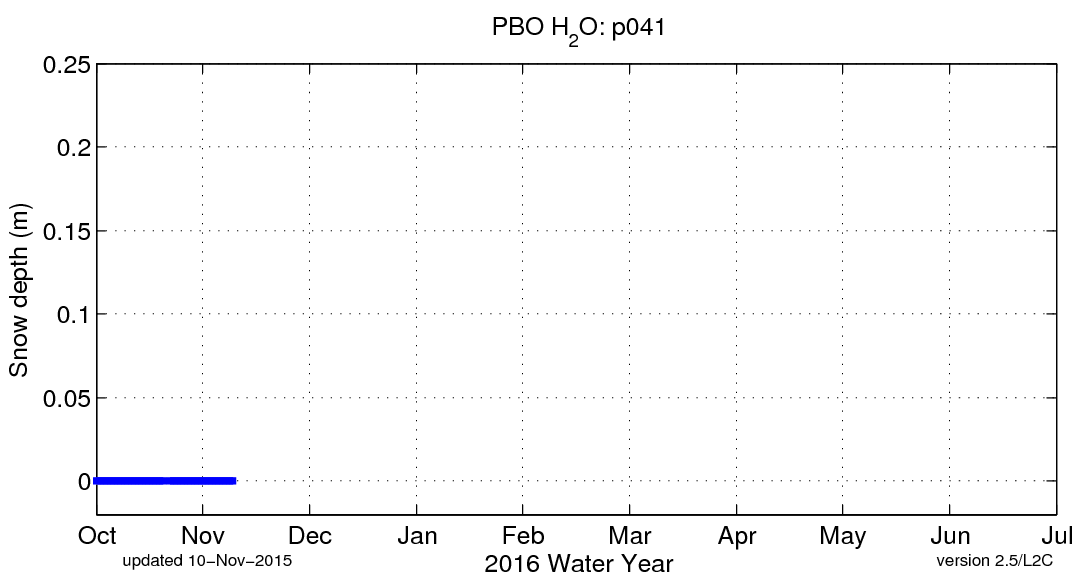 PBO H2O: p041
0.25
0.2
0.15
0.1
0.05
0
Snow depth (m)
Oct Nov Dec Jan Feb Mar Apr May Jun Jul
updated 10−Nov−2015
2016 Water Year
version 2.5/L2C